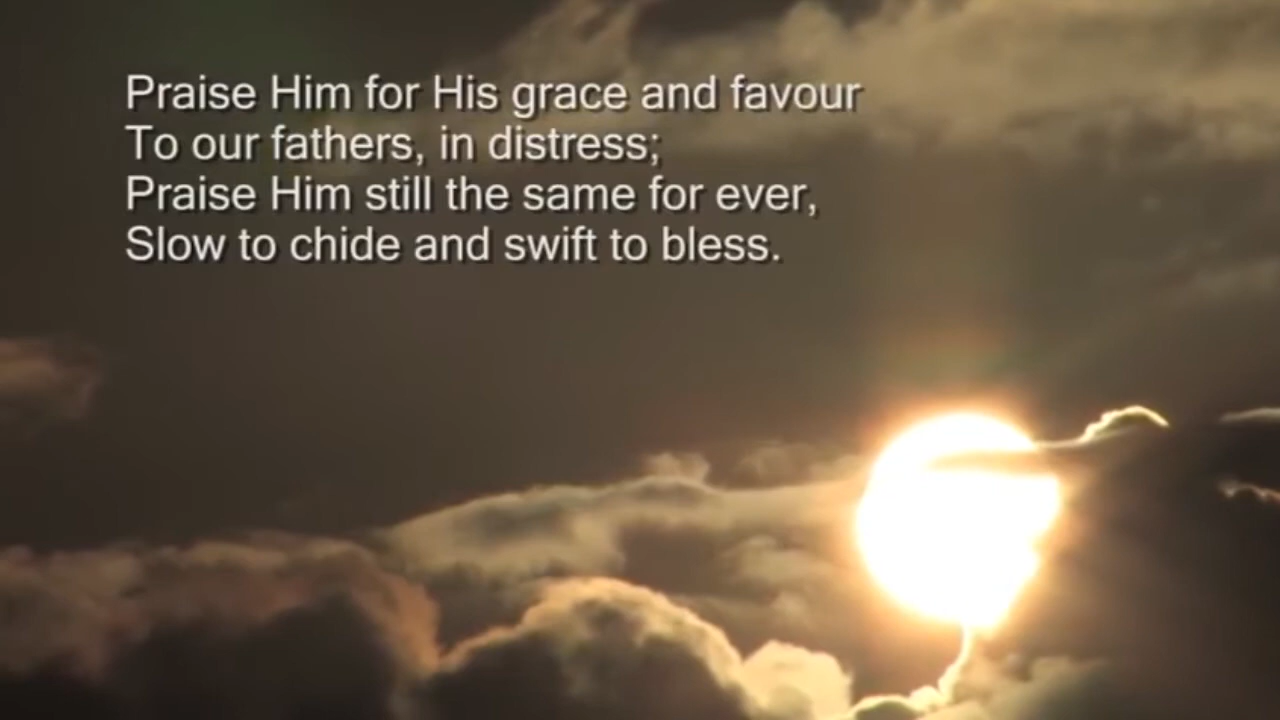 Praise Him for His grace and favour
To our fathers, in distress;
Praise Him still the same for ever,
Slow to chide and swift to bless.